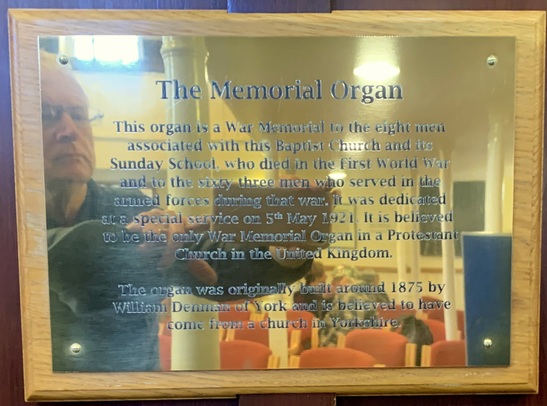 The Memorial Organ
This organ is a War Memorial to the eight men
associated with this Baptist Church and its
Sunday School, who died in the First World War
and to the sixty three men who served in the
armed forces during that war. It was dedicated
at a special service on 5th May 1921. It is believed
to be the only War Memorial Organ in a Protestant
Church in the United Kingdom.
The organ was originally built around 1875 by
William Denman of York and is believed to have
come from a church in Yorkshire.